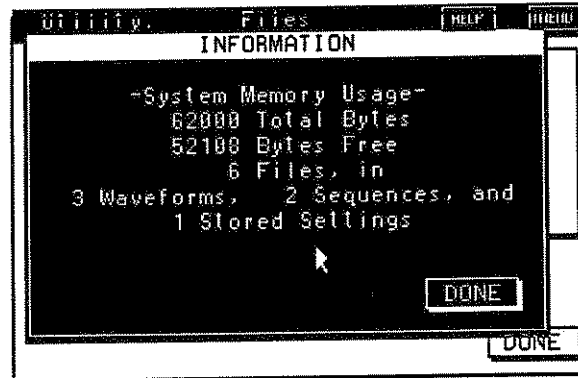 Utility. Files HELP MENU
INFORMATION
-System Memory Usage-
62000 Total Bytes
52108 Bytes Free
6 Files, in
3 Waveforms, 2 Sequences, and
1 Stored Settings
DONE
DONE